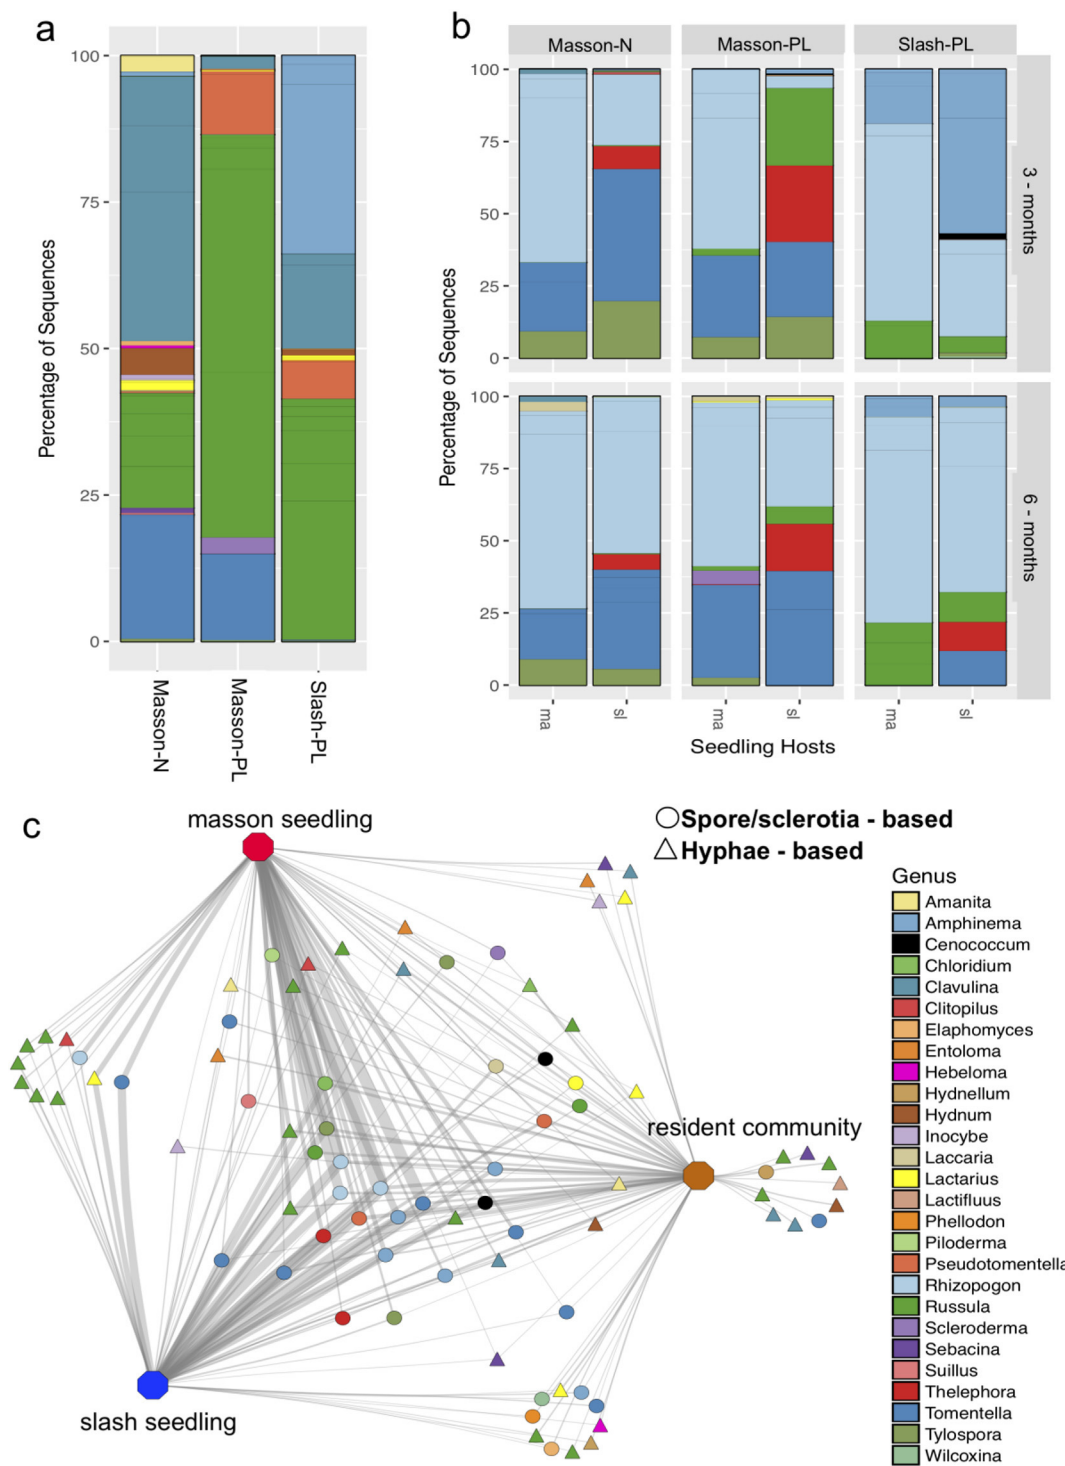 a
100
75
50
25
0
Percentage of Sequences
Masson-N
Masson-PL
Slash-PL
b
Masson-N
Masson-PL
Slash-PL
100
75
50
25
0
3 - months
100
75
50
25
0
6 - months
Percentage of Sequences
ma
sl
ma
sl
ma
sl
Seedling Hosts
c
masson seedling
Spore/sclerotia - based
Hyphae - based
resident community
slash seedling
Genus
Amanita
Amphinema
Cenococcum
Chloridium
Clavulina
Clitopilus
Elaphomyces
Entoloma
Hebeloma
Hydnellum
Hydnum
Inocybe
Laccaria
Lactarius
Lactifluus
Phellodon
Piloderma
Pseudotomentella
Rhizopogon
Russula
Scleroderma
Sebacina
Suillus
Thelephora
Tomentella
Tylospora
Wilcoxina